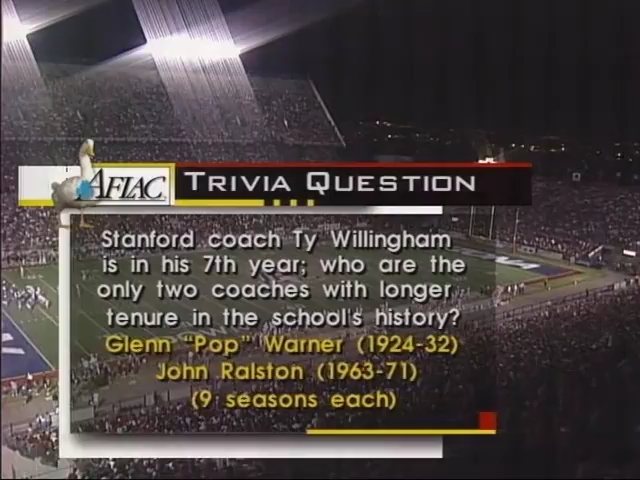 AFLAC
TRIVIA QUESTION
Stanford coach Ty Willingham
is in his 7th year; who are the
only two coaches with longer
tenure in the school's history?
Glenn "Pop" Warner (1924-32)
John Ralston (1963-71)
(9 seasons each)